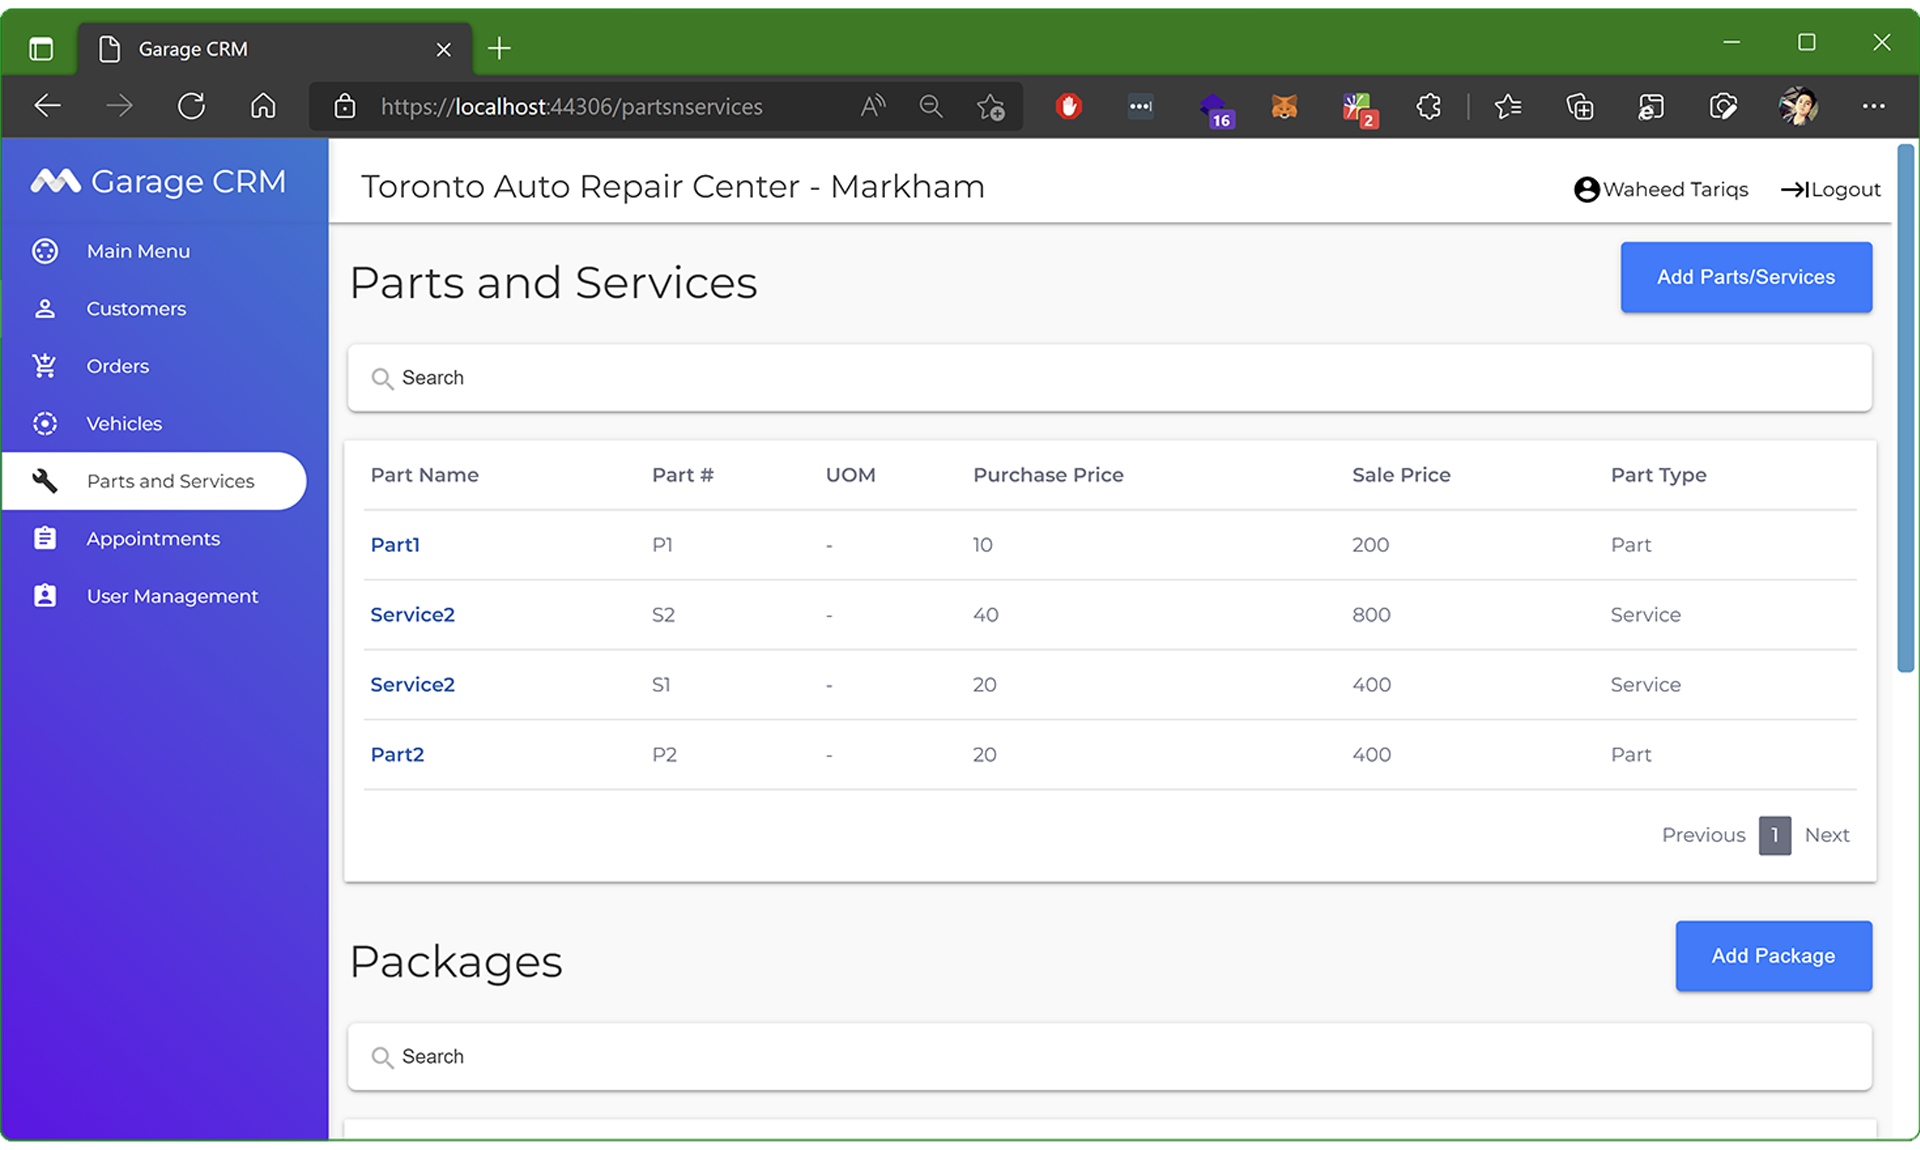 Garage CRM
https://localhost:44306/partsnservices
16
2
Garage CRM
Toronto Auto Repair Center - Markham
Waheed Tariqs
Logout
Main Menu
Customers
Orders
Vehicles
Parts and Services
Appointments
User Management
Parts and Services
Add Parts/Services
Search
Part Name Part # UOM Purchase Price Sale Price Part Type
Part1 P1 - 10 200 Part
Service2 S2 - 40 800 Service
Service2 S1 - 20 400 Service
Part2 P2 - 20 400 Part
Previous 1 Next
Packages
Add Package
Search